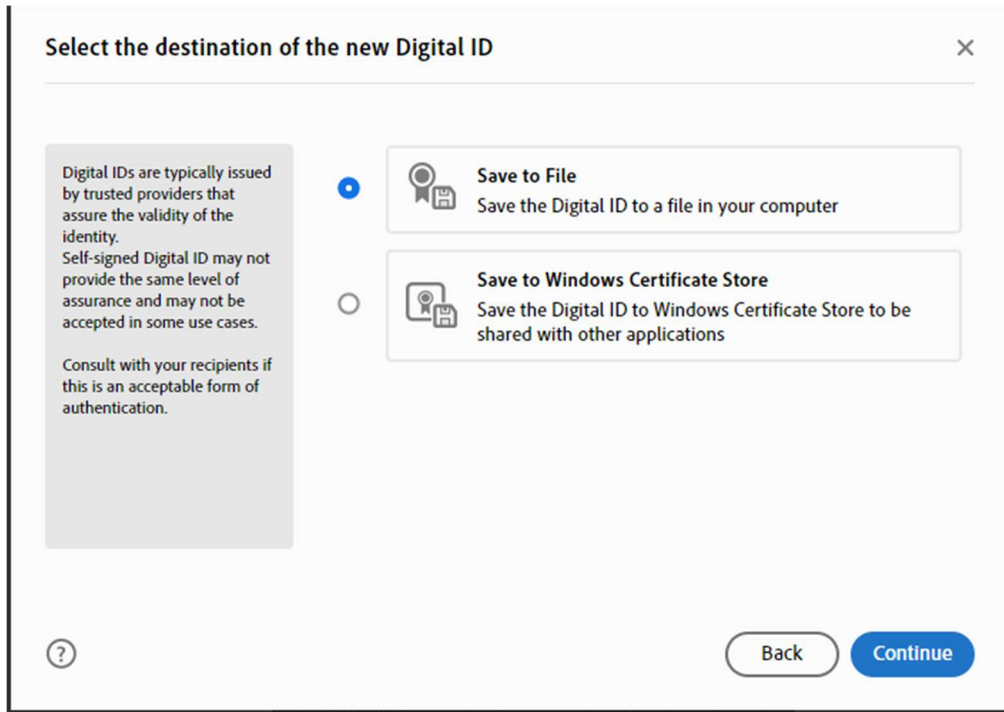 Select the destination of the new Digital ID
Digital IDs are typically issued
by trusted providers that
assure the validity of the
identity.
Self-signed Digital ID may not
provide the same level of
assurance and may not be
accepted in some use cases.
Consult with your recipients if
this is an acceptable form of
authentication.
Save to File
Save the Digital ID to a file in your computer
Save to Windows Certificate Store
Save the Digital ID to Windows Certificate Store to be
shared with other applications
?
Back
Continue